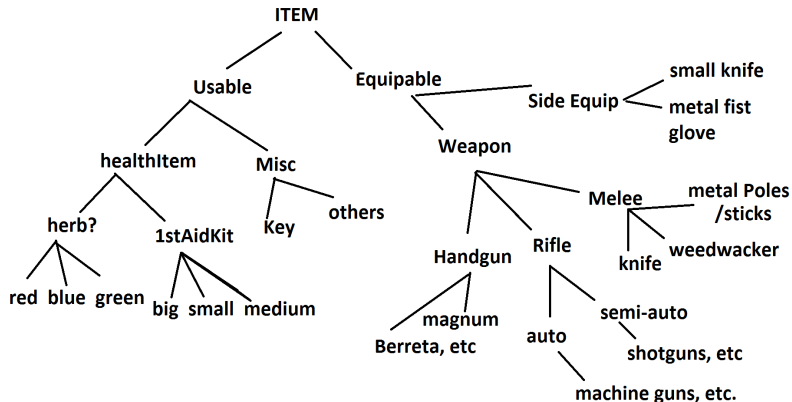 ITEM
Usable
Equipable
small knife
Side Equip
metal fist
glove
healthItem
Misc
Weapon
herb?
1stAidKit
Key
others
Melee
metal Poles
/sticks
weedwacker
knife
Handgun
Rifle
red blue green
big small medium
magnum
Berreta, etc
auto
semi-auto
shotguns, etc
machine guns, etc.